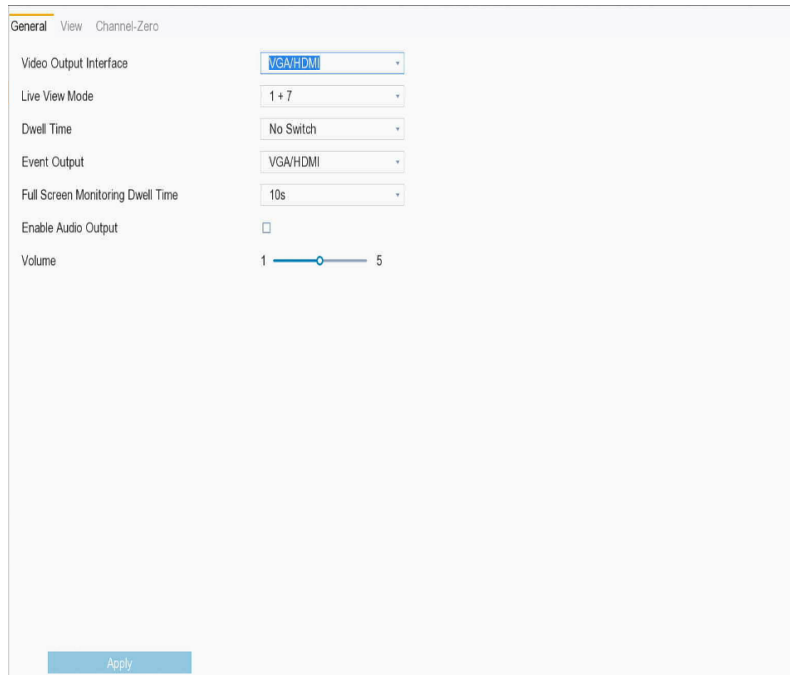 General View Channel-Zero
Video Output Interface VGA/HDMI
Live View Mode 1 + 7
Dwell Time No Switch
Event Output VGA/HDMI
Full Screen Monitoring Dwell Time 10s
Enable Audio Output
Volume 1 5
Apply